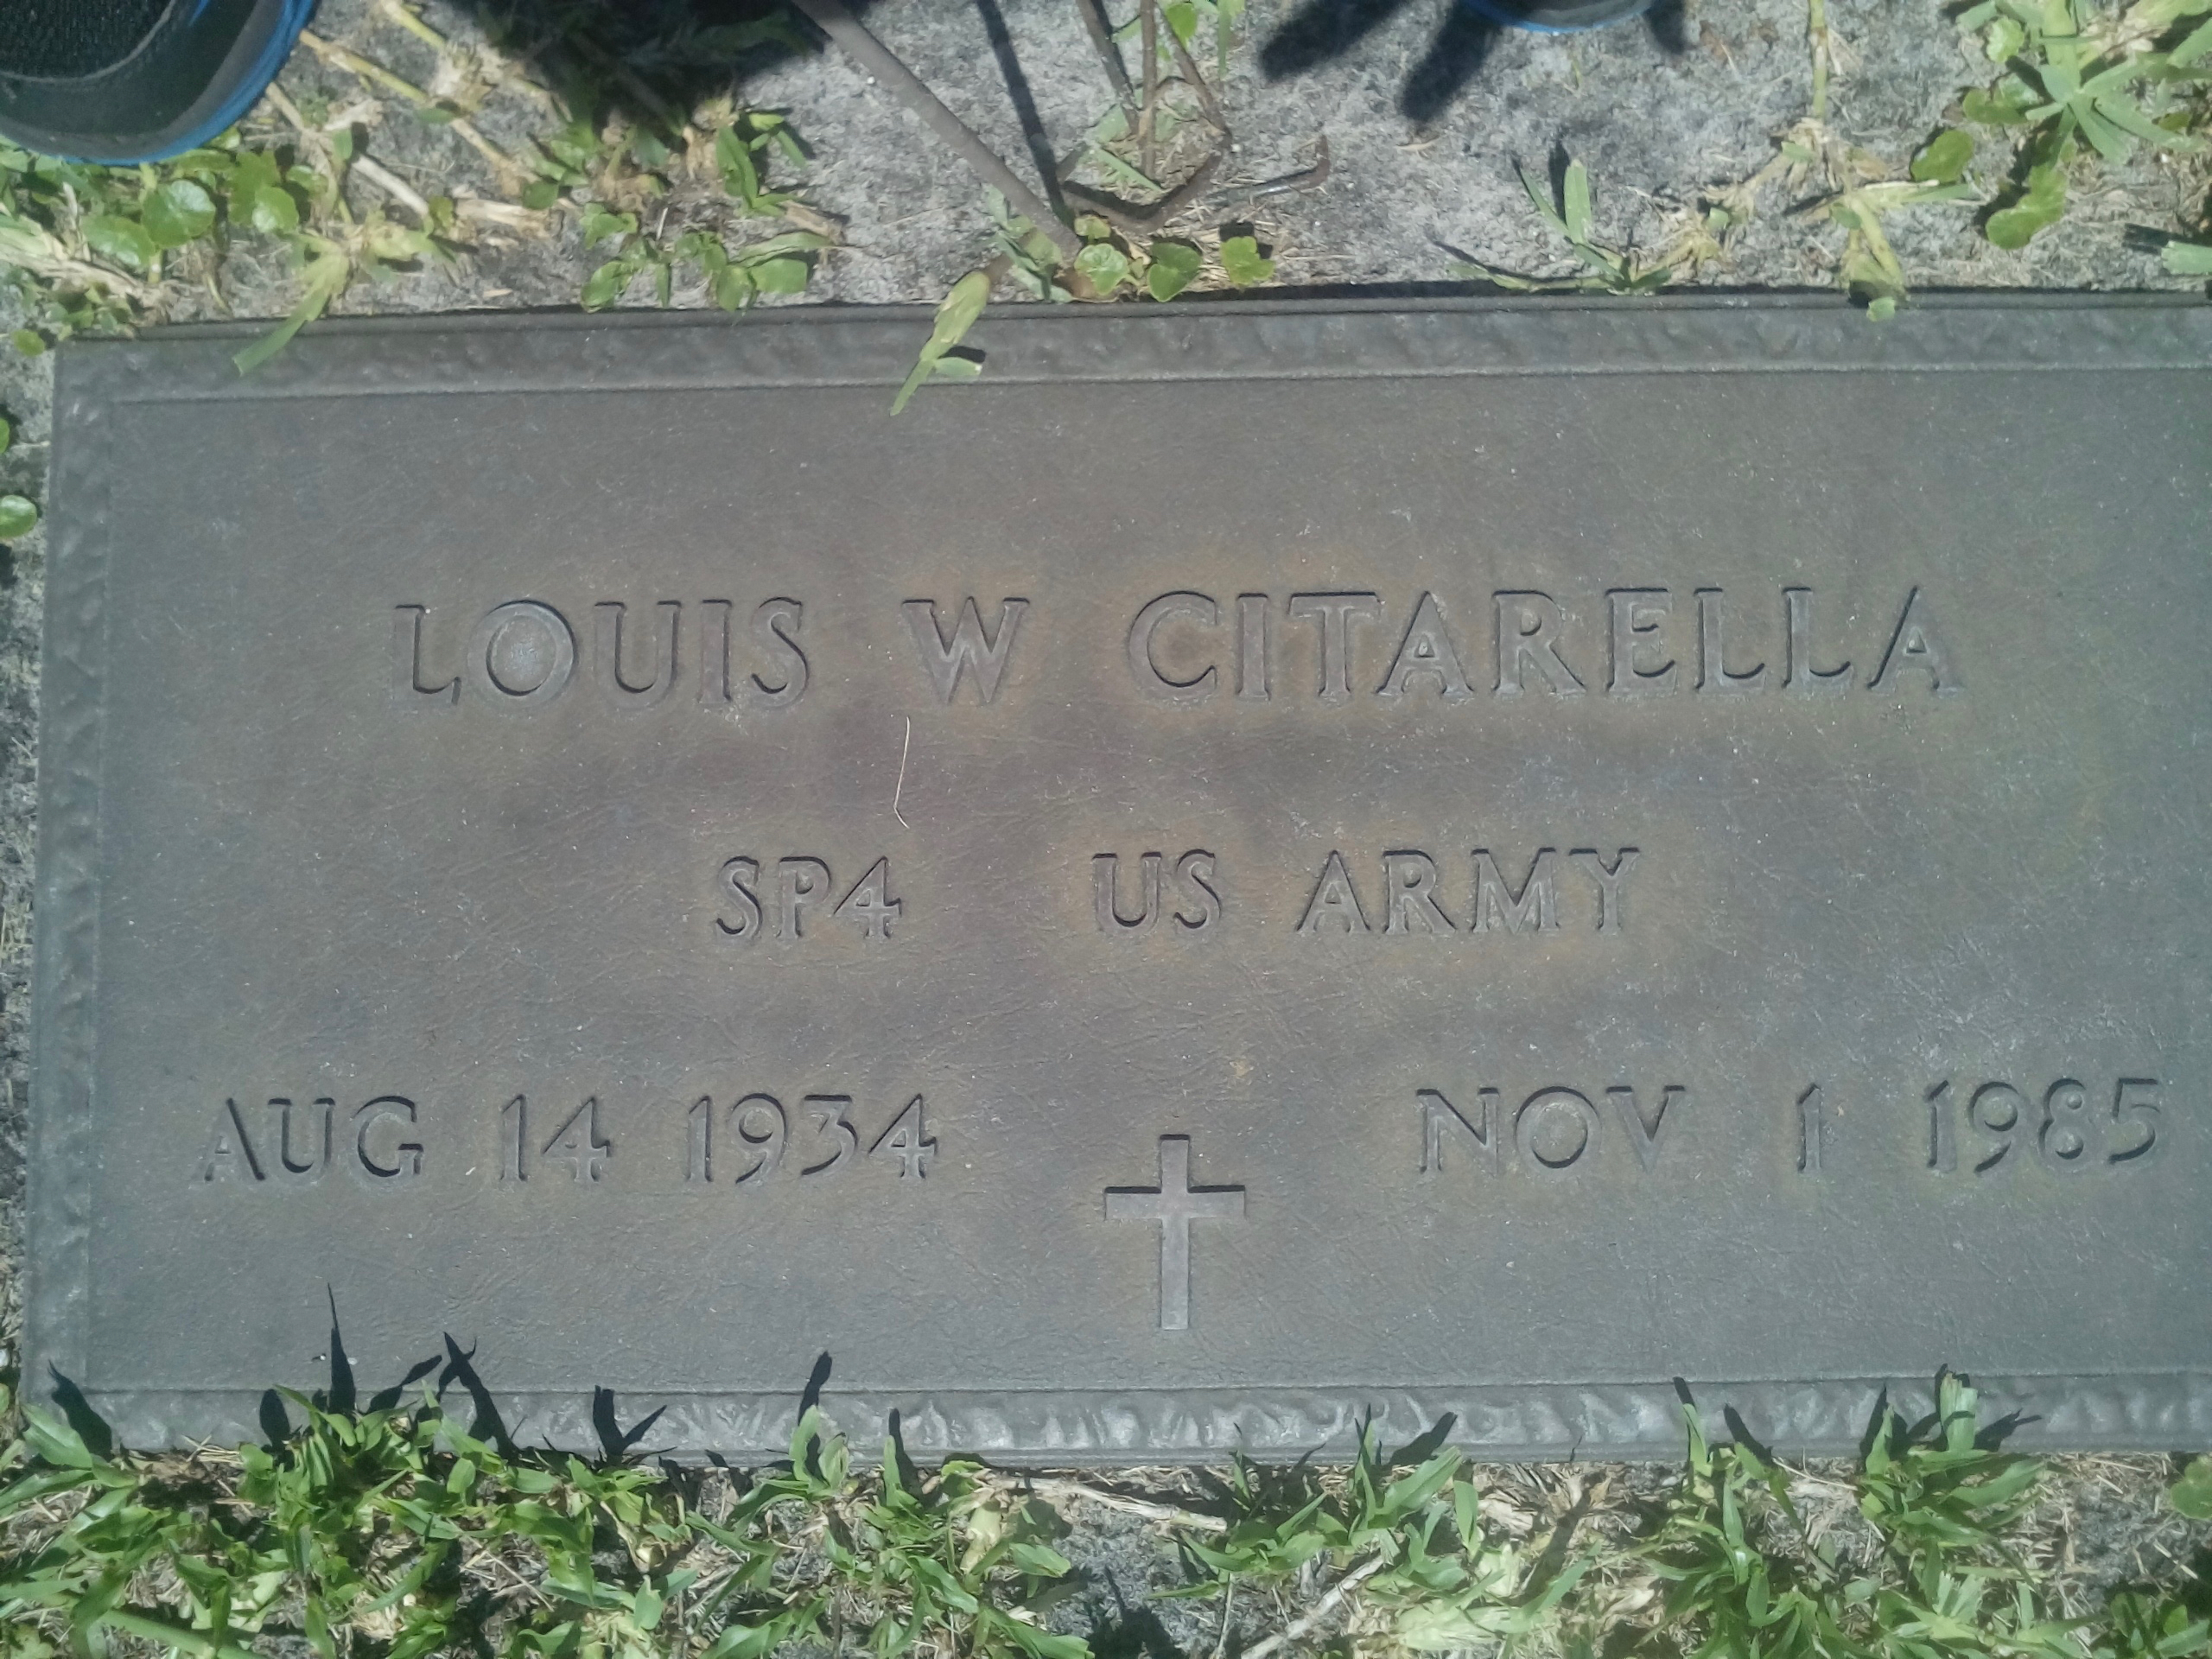 LOUIS W CITARELLA
SP4 US ARMY
AUG 14 1934 NOV 1 1985